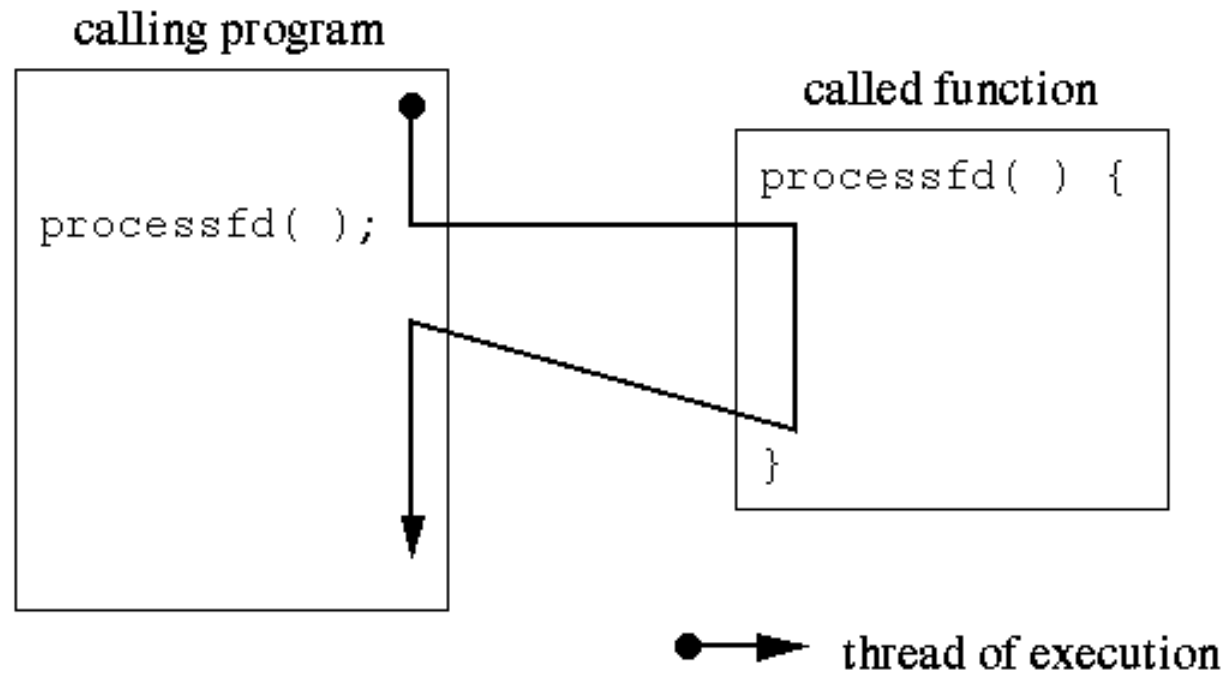 calling program
processfd( );
called function
processfd( ) {
}
thread of execution